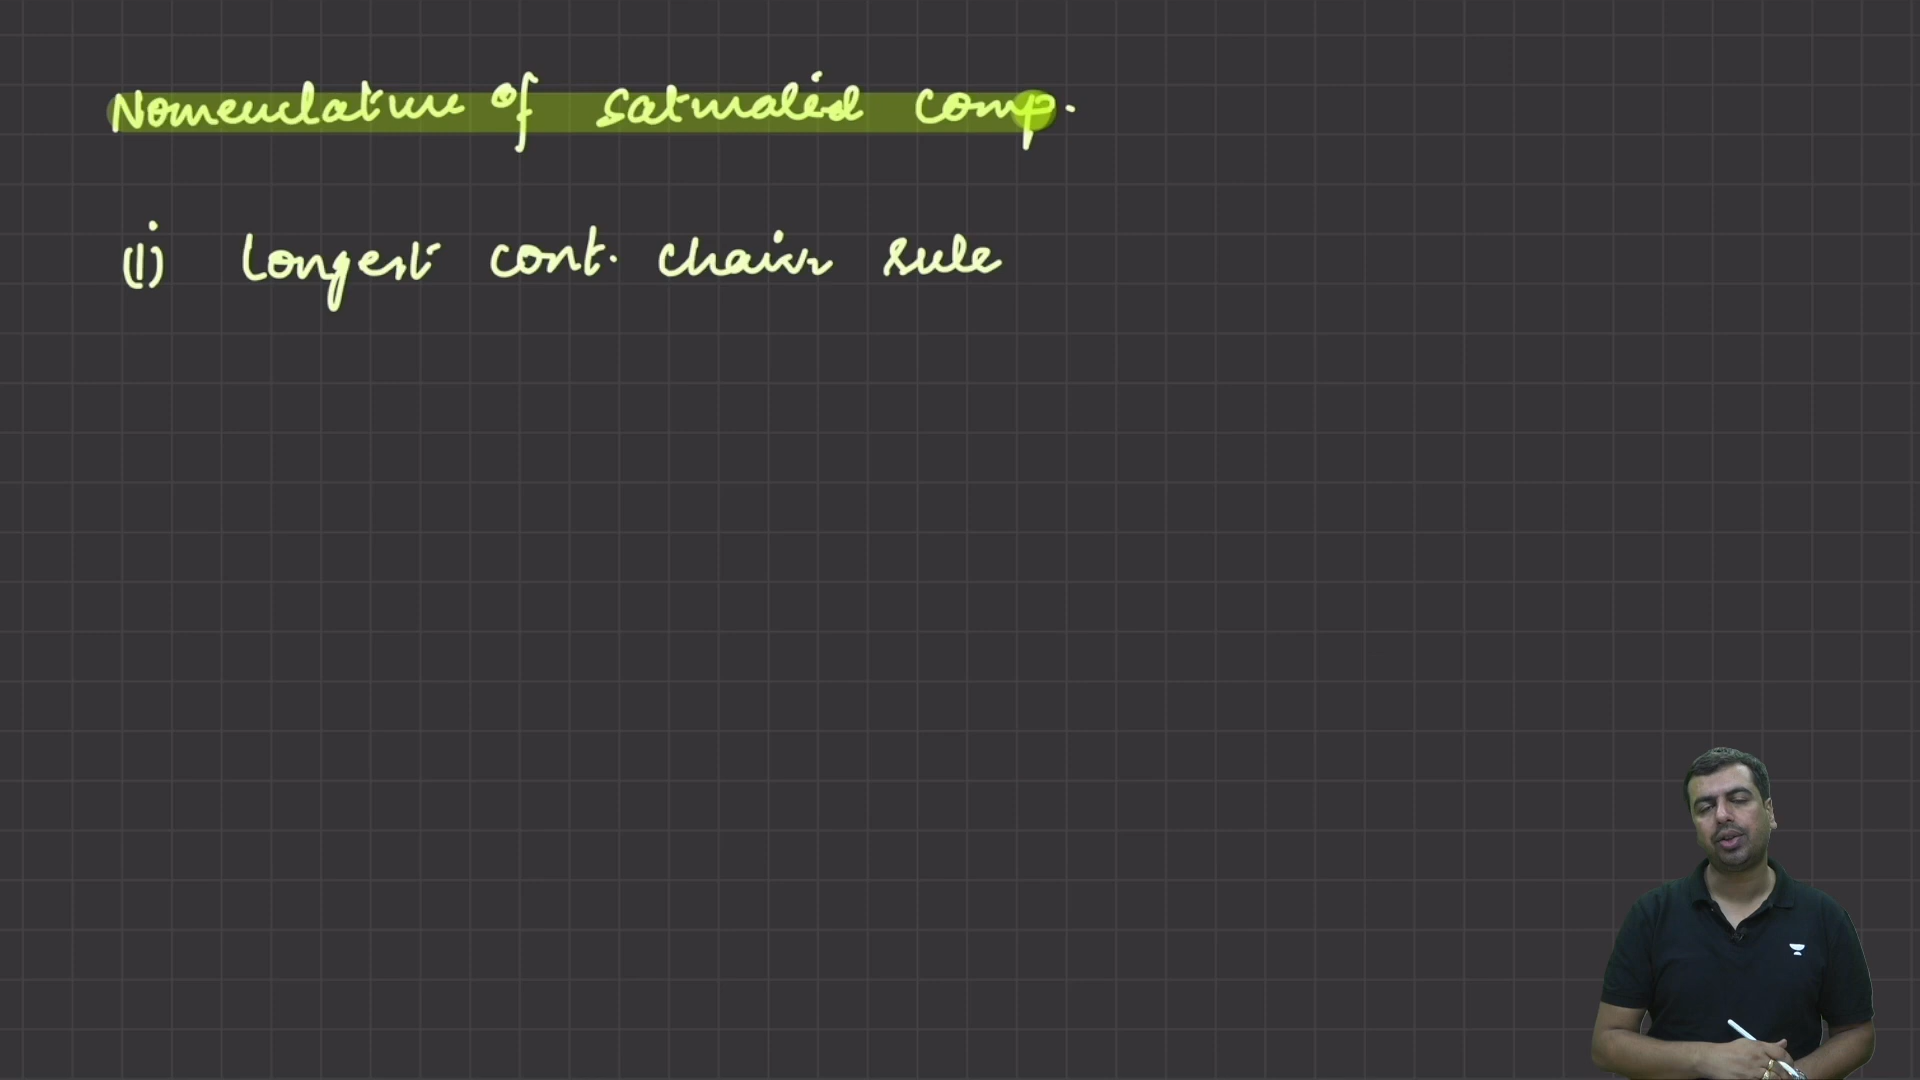 Nomenclature of saturated comp.
(i) Longest cont. chain rule